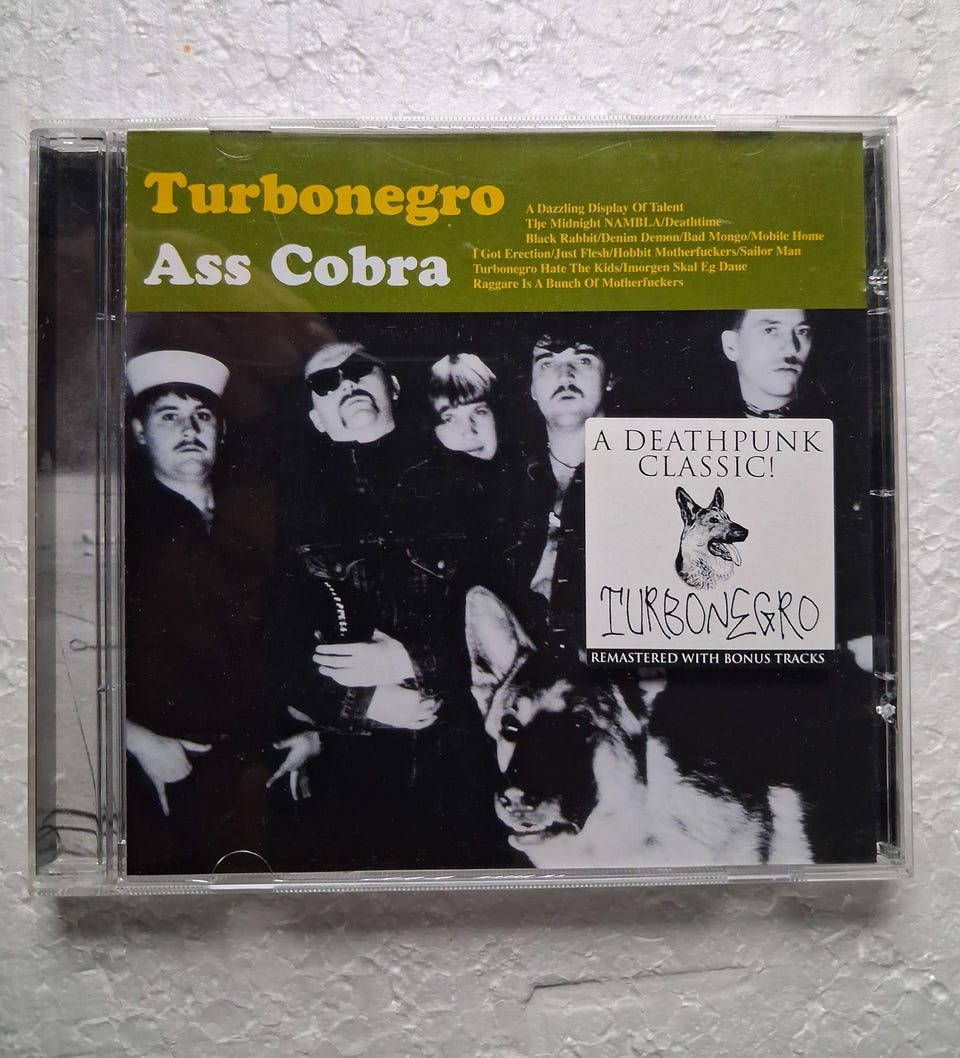 Turbonegro
Ass Cobra
A Dazzling Display Of Talent
The Midnight NAMBLA/Deathtime
Black Rabbit/Denim Demon/Bad Mongo/Mobile Home
I Got Erection/Just Flesh/Hobbit Motherfuckers/Sailor Man
Turbonegro Hate The Kids/Imorgen Skal Eg Daue
Raggare Is A Bunch Of Motherfuckers
A DEATHPUNK
CLASSIC!
TURBONEGRO
REMASTERED WITH BONUS TRACKS